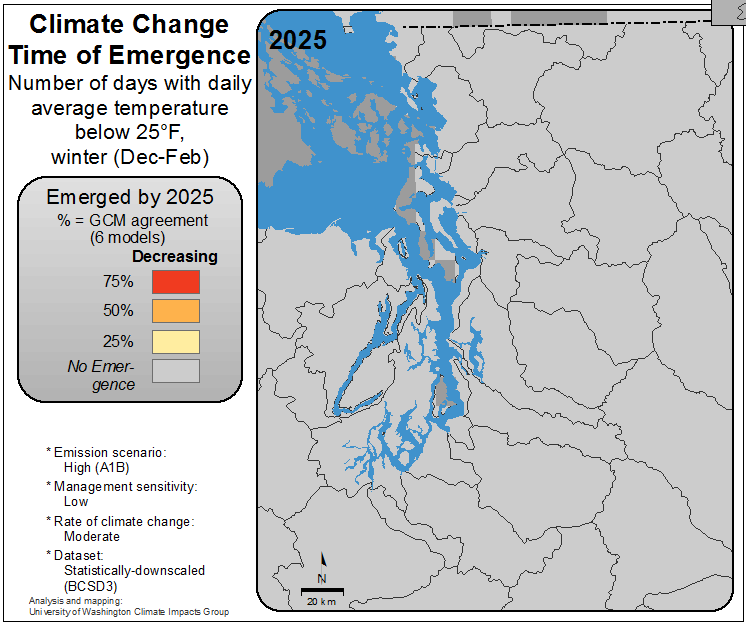 Climate Change
Time of Emergence
Number of days with daily
average temperature
below 25°F,
winter (Dec-Feb)
Emerged by 2025
% = GCM agreement
(6 models)
Decreasing
75%
50%
25%
No Emer-
gence
* Emission scenario:
High (A1B)
* Management sensitivity:
Low
* Rate of climate change:
Moderate
* Dataset:
Statistically-downscaled
(BCSD3)
Analysis and mapping:
University of Washington Climate Impacts Group
2025
N
20 km